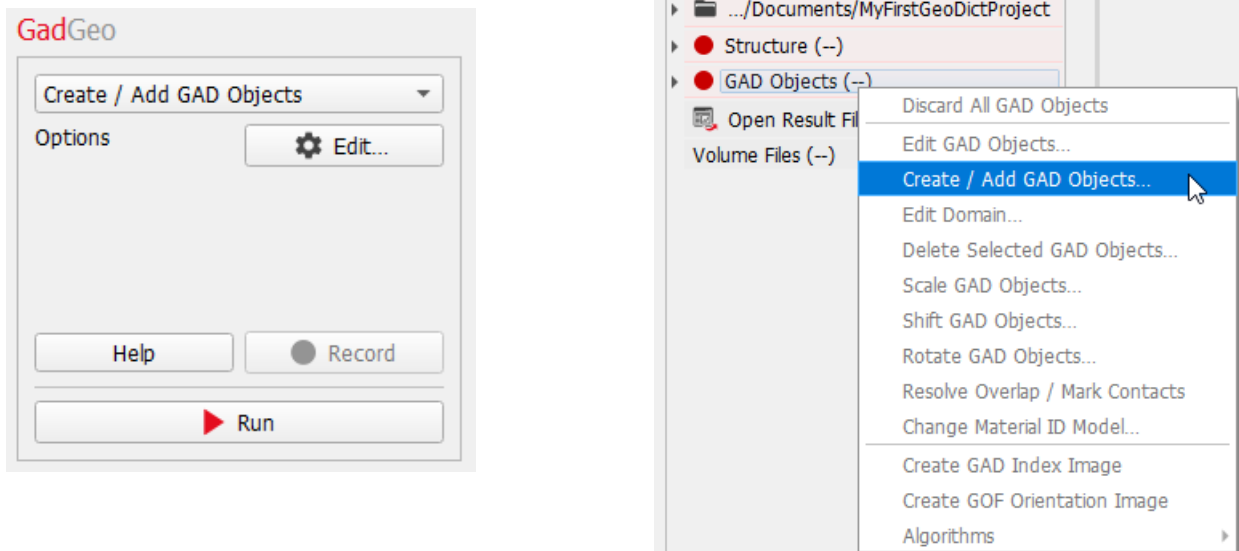 GadGeo
Create / Add GAD Objects
Options
Edit...
Help
Record
Run
.../Documents/MyFirstGeoDictProject
Structure (--)
GAD Objects (--)
Open Result Fil
Volume Files (--)
Discard All GAD Objects
Edit GAD Objects...
Create / Add GAD Objects...
Edit Domain...
Delete Selected GAD Objects...
Scale GAD Objects...
Shift GAD Objects...
Rotate GAD Objects...
Resolve Overlap / Mark Contacts
Change Material ID Model...
Create GAD Index Image
Create GOF Orientation Image
Algorithms